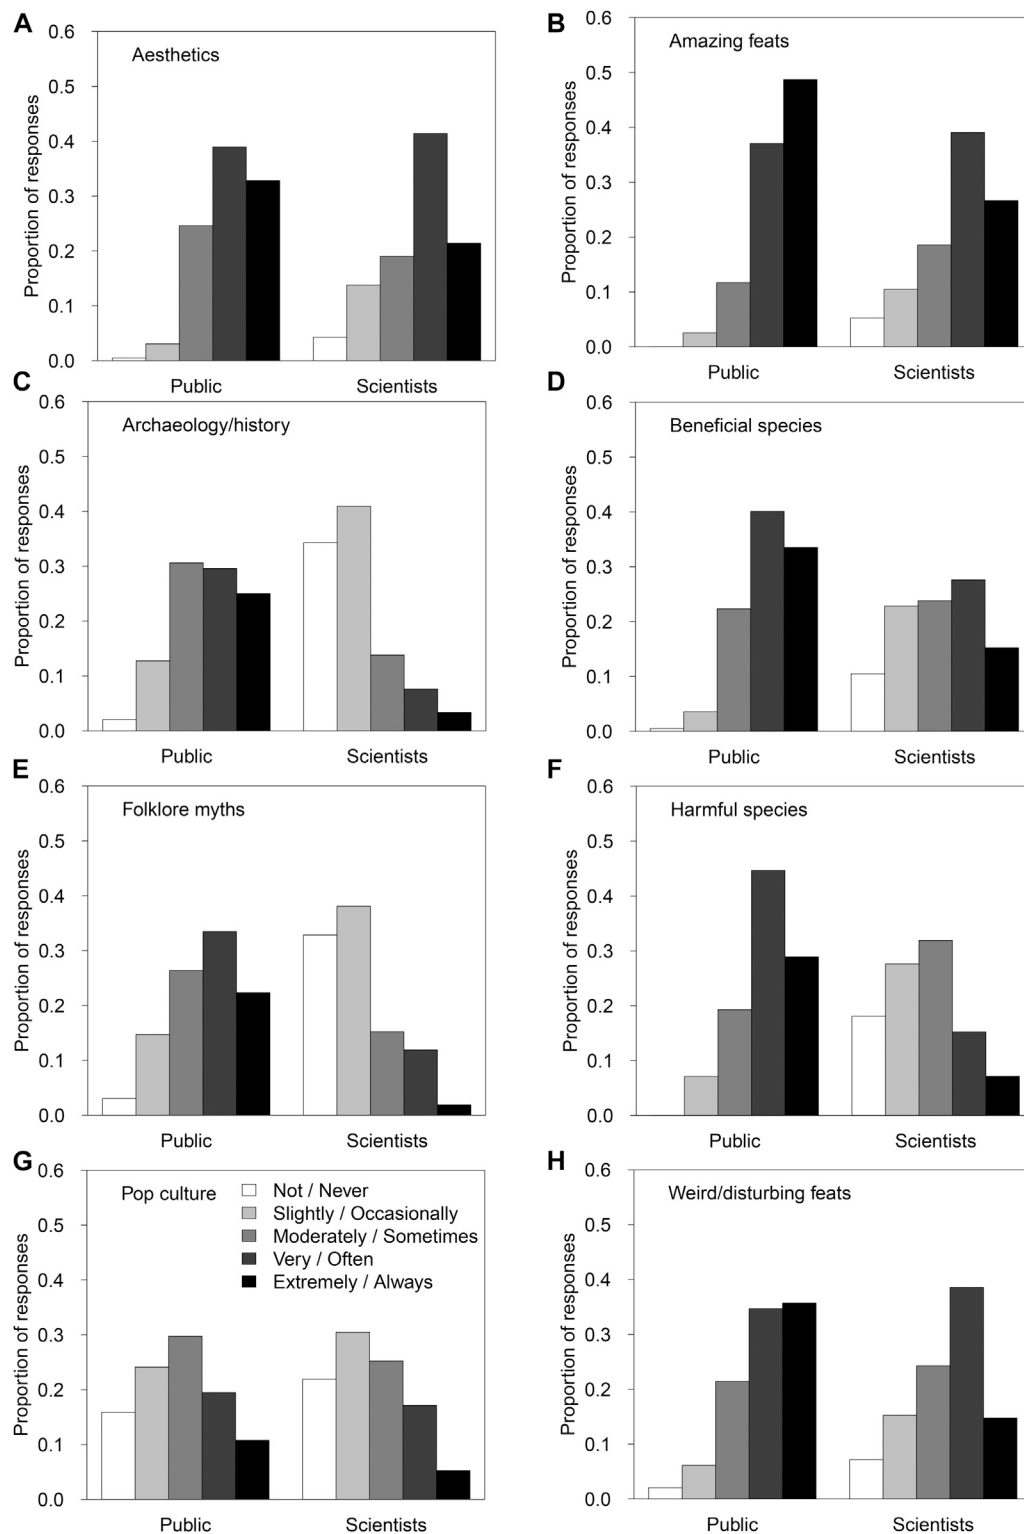 A
Aesthetics
Proportion of responses
0.6
0.5
0.4
0.3
0.2
0.1
0.0
Public
Scientists
B
Amazing feats
Proportion of responses
0.6
0.5
0.4
0.3
0.2
0.1
0.0
Public
Scientists
C
Archaeology/history
Proportion of responses
0.6
0.5
0.4
0.3
0.2
0.1
0.0
Public
Scientists
D
Beneficial species
Proportion of responses
0.6
0.5
0.4
0.3
0.2
0.1
0.0
Public
Scientists
E
Folklore myths
Proportion of responses
0.6
0.5
0.4
0.3
0.2
0.1
0.0
Public
Scientists
F
Harmful species
Proportion of responses
0.6
0.5
0.4
0.3
0.2
0.1
0.0
Public
Scientists
G
Pop culture
Not / Never
Slightly / Occasionally
Moderately / Sometimes
Very / Often
Extremely / Always
Proportion of responses
0.6
0.5
0.4
0.3
0.2
0.1
0.0
Public
Scientists
H
Weird/disturbing feats
Proportion of responses
0.6
0.5
0.4
0.3
0.2
0.1
0.0
Public
Scientists